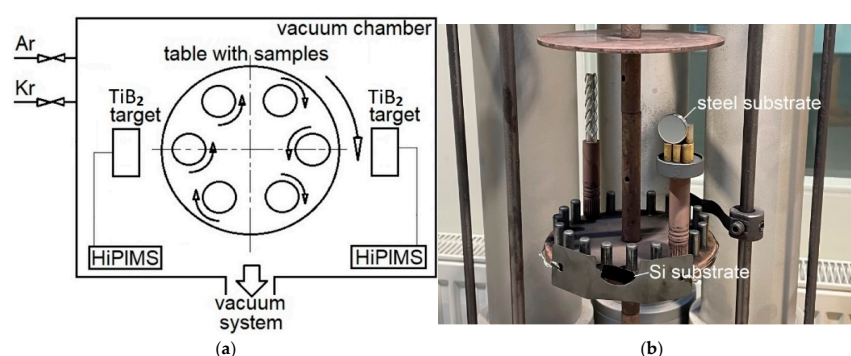 vacuum chamber
Ar
table with samples
Kr
TiB₂
target
TiB₂
target
HiPIMS
HiPIMS
vacuum
system
(a)
steel substrate
Si substrate
(b)